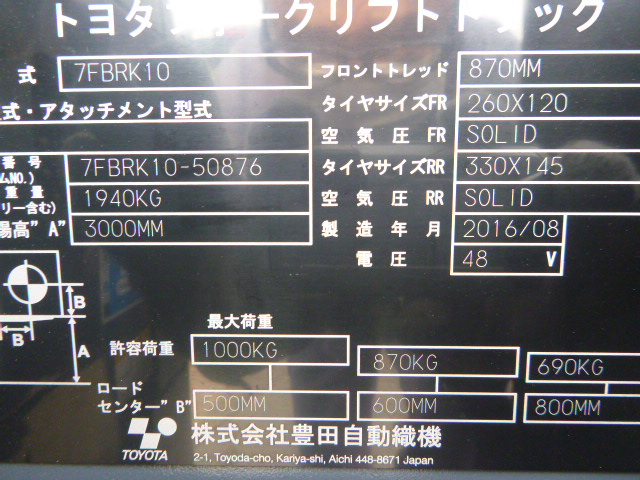 トヨタフォークリフトトラック
式 7FBRK10 フロントトレッド 870MM
式・アタッチメント型式 タイヤサイズFR 260X120
空気圧 FR SOLID
番号 7FBRK10-50876 タイヤサイズRR 330X145
ムNO.)
重量 1940KG 空気圧 RR SOLID
リー含む)
揚高"A" 3000MM 製造年月 2016/08
電圧 48 V
B
B
A
最大荷重
許容荷重 1000KG 870KG 690KG
ロード
センター"B" 500MM 600MM 800MM
TOYOTA 株式会社豊田自動織機
2-1, Toyoda-cho, Kariya-shi, Aichi 448-8671 Japan